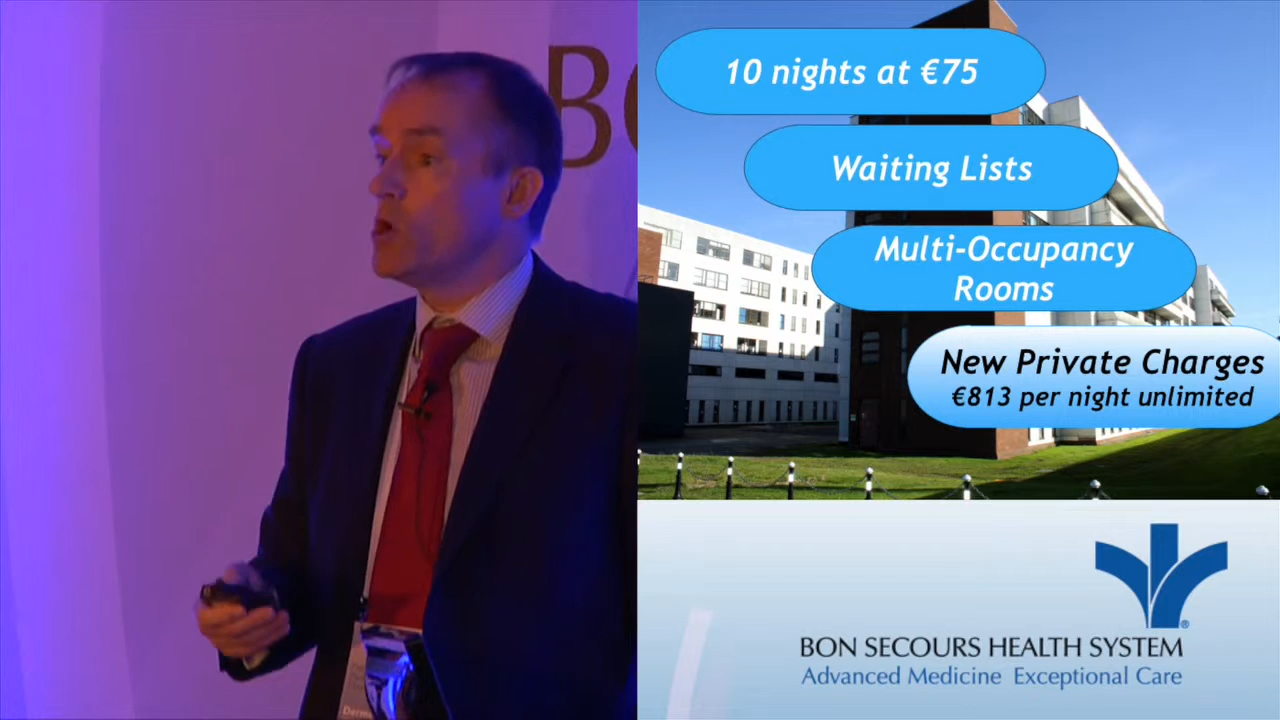 10 nights at €75
Waiting Lists
Multi-Occupancy
Rooms
New Private Charges
€813 per night unlimited
BON SECOURS HEALTH SYSTEM
Advanced Medicine Exceptional Care